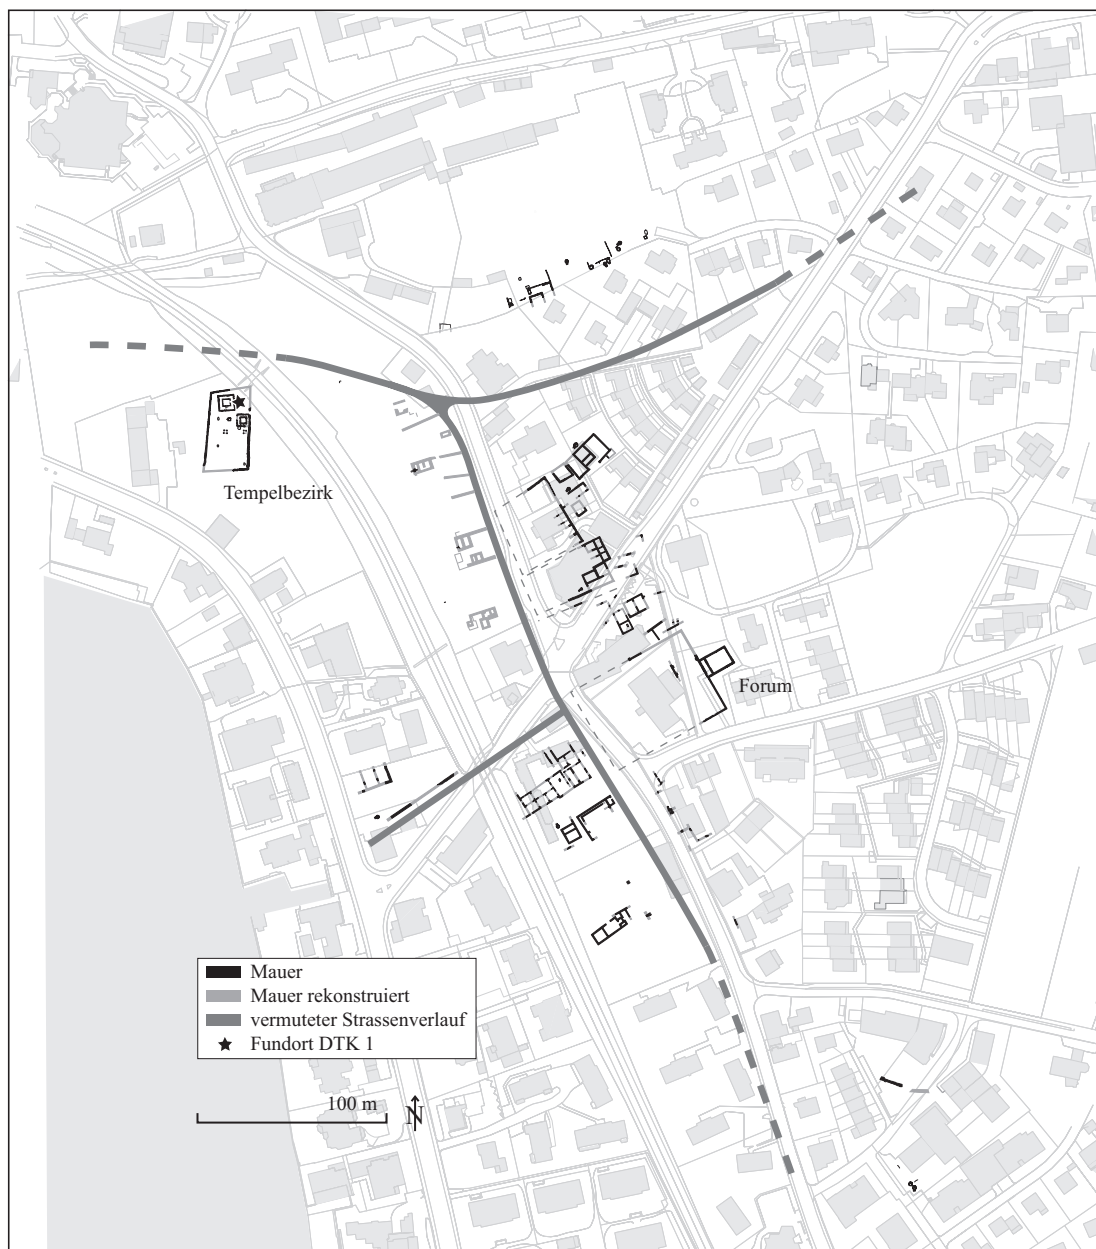 Tempelbezirk
Forum
Mauer
Mauer rekonstruiert
vermuteter Strassenverlauf
Fundort DTK 1
100 m
N